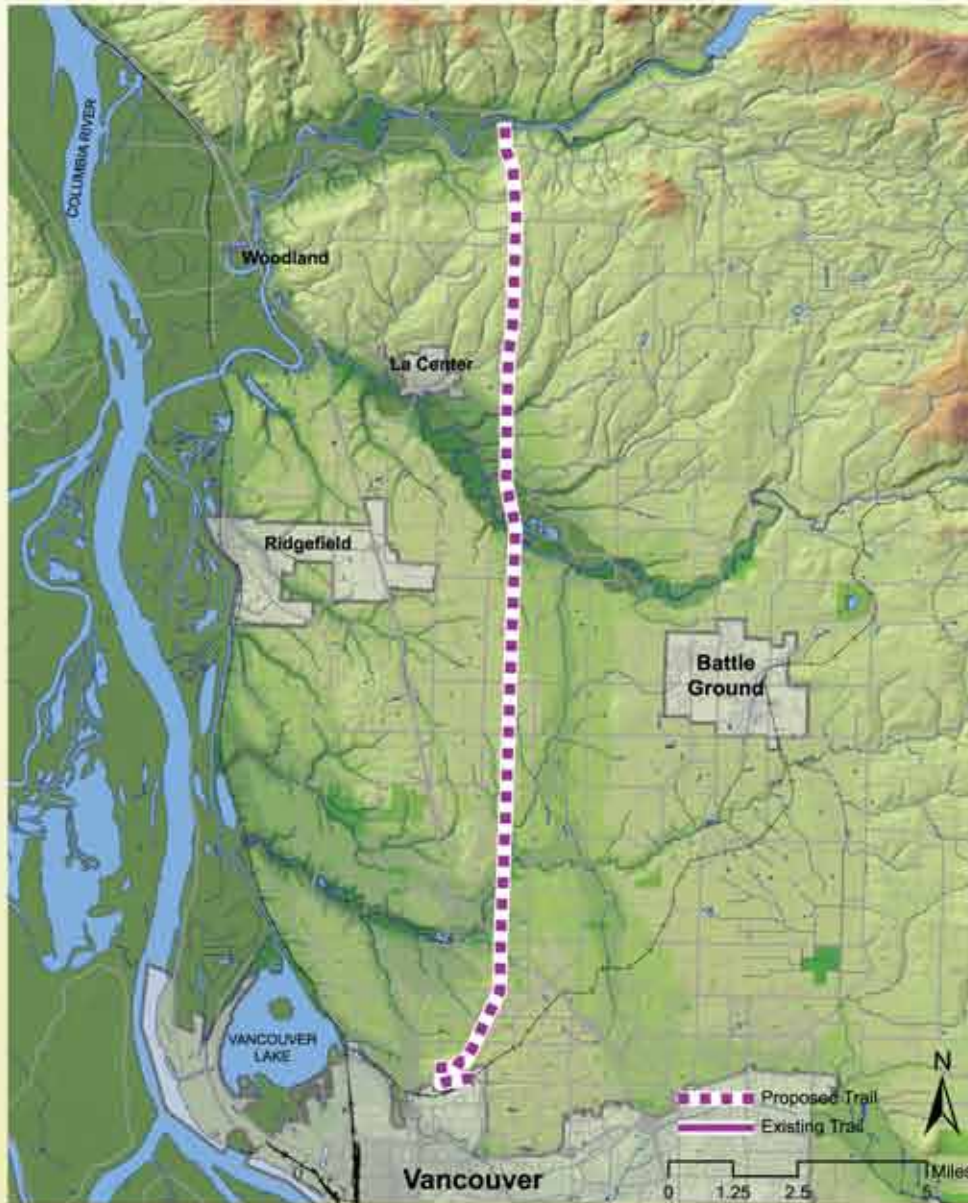 COLUMBIA RIVER
Woodland
La Center
Ridgefield
Battle
Ground
VANCOUVER
LAKE
N
Proposed Trail
Existing Trail
Miles
0 1.25 2.5 5
Vancouver